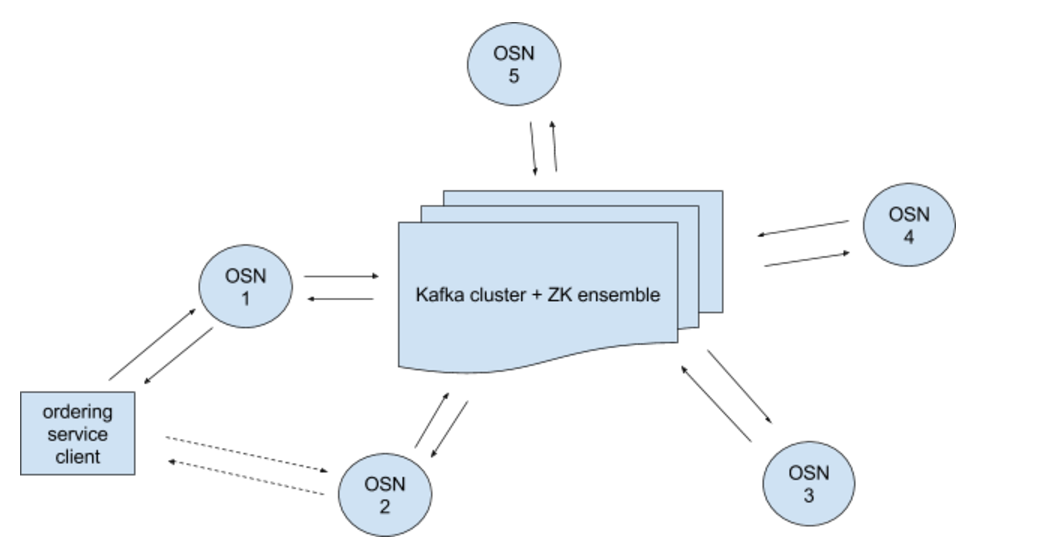 OSN
5
OSN
4
OSN
1
Kafka cluster + ZK ensemble
ordering
service
client
OSN
2
OSN
3